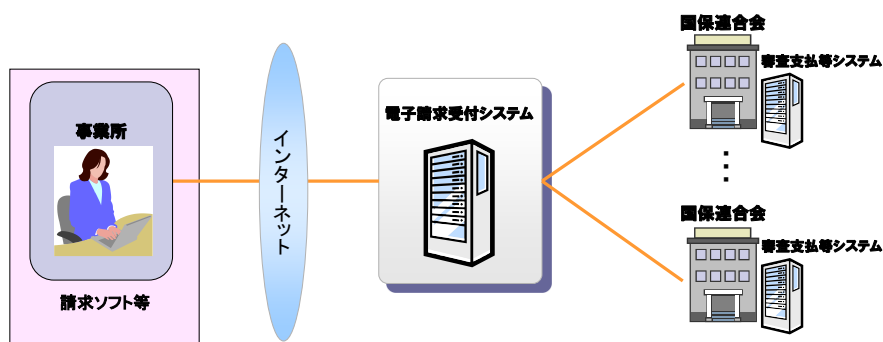 事業所
請求ソフト等
インターネット
電子請求受付システム
国保連合会
審査支払等システム
国保連合会
審査支払等システム